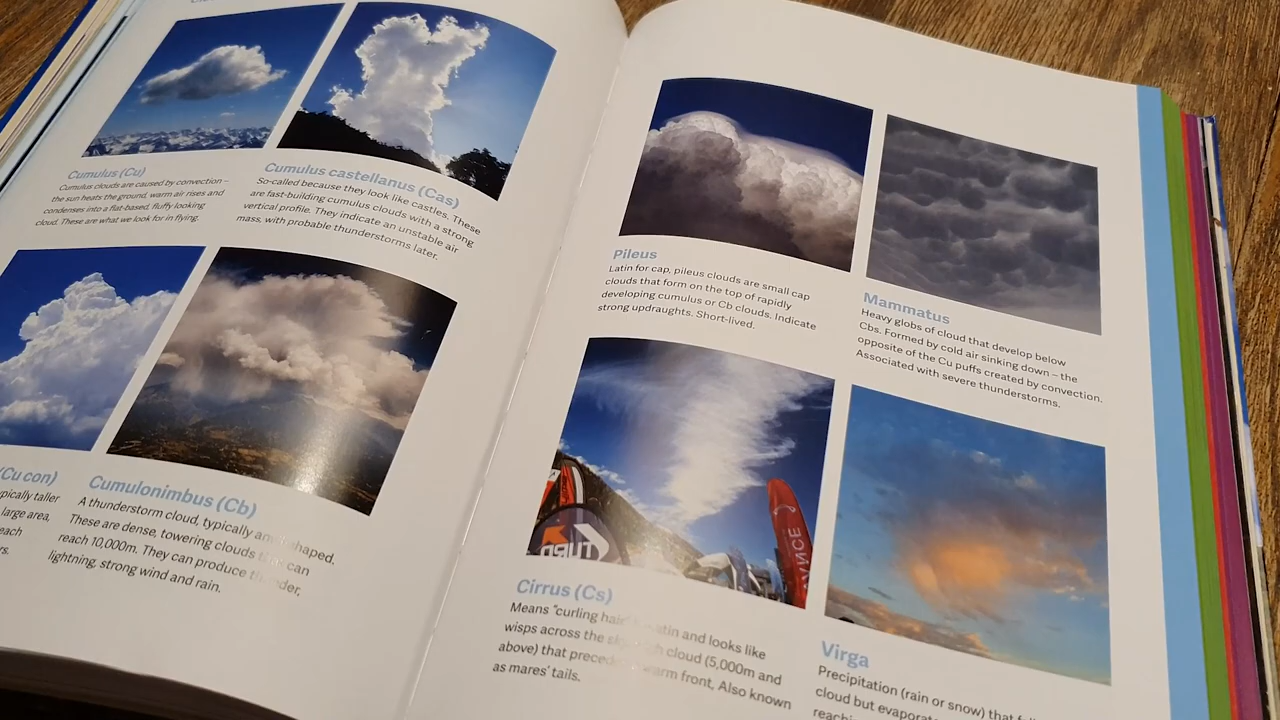 Cumulus (Cu)
Cumulus clouds are caused by convection –
the sun heats the ground, warm air rises and
condenses into a flat-based, fluffy looking
cloud. These are what we look for in flying.
Cumulus castellanus (Cas)
So-called because they look like castles. These
are fast-building cumulus clouds with a strong
vertical profile. They indicate an unstable air
mass, with probable thunderstorms later.
(Cu con)
taller
large area,
Cumulonimbus (Cb)
A thunderstorm cloud, typically
These are dense, towering clouds can
reach 10,000m. They can produce
lightning, strong wind and rain.
Pileus
Latin for cap, pileus clouds are small cap
clouds that form on the top of rapidly
developing cumulus or Cb clouds. Indicate
strong updraughts. Short-lived.
Mammatus
Heavy globs of cloud that develop below
Cbs. Formed by cold air sinking down – the
opposite of the Cu puffs created by convection.
Associated with severe thunderstorms.
Cirrus (Cs)
Means "curling hair" and looks like
wisps across the cloud (5,000m and
above) that warm front, Also known
as mares' tails.
Virga
Precipitation (rain or snow) that
cloud but